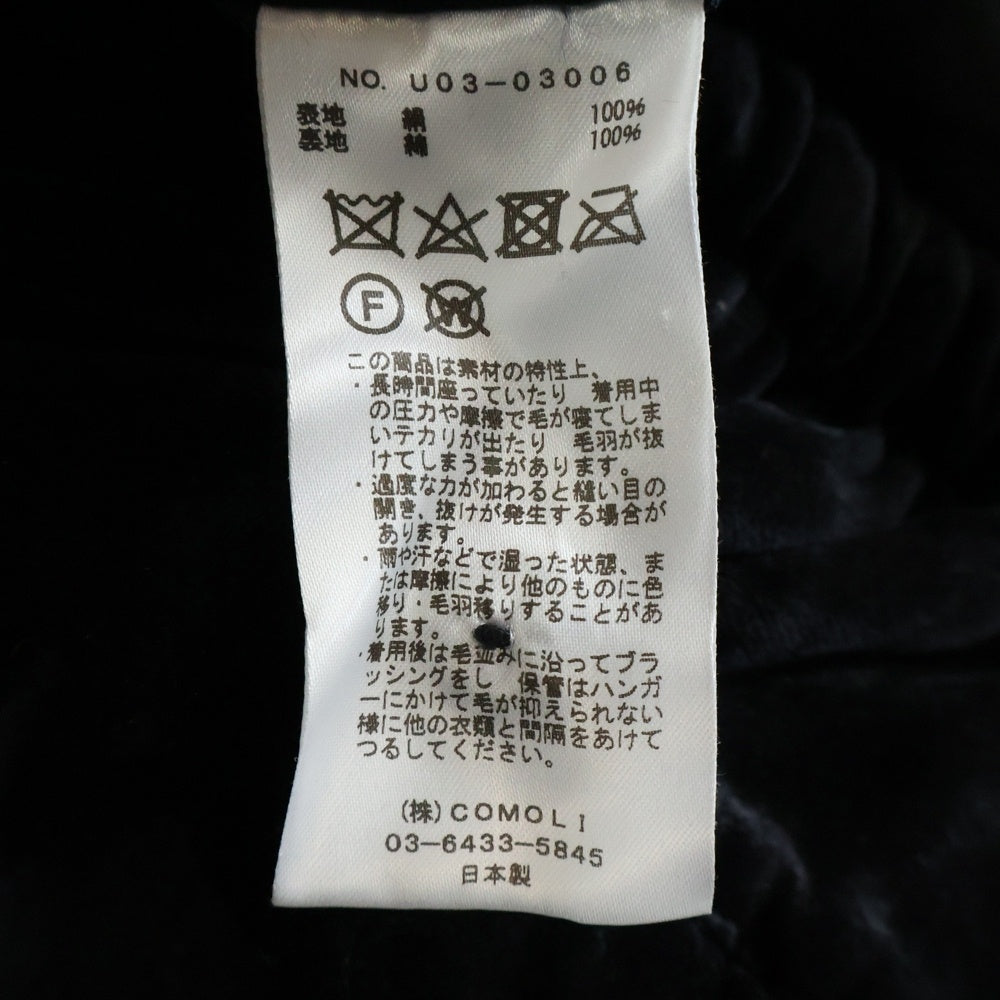 NO. U03-03006
表地 絹 100%
裏地 綿 100%
F W
この商品は素材の特性上、
・長時間座っていたり 着用中
の圧力や摩擦で毛が寝てしま
いテカリが出たり 毛羽が抜
けてしまう事があります。
・過度な力が加わると縫い目の
開き、抜けが発生する場合が
あります。
・雨や汗などで湿った状態、ま
たは摩擦により他のものに色
移り・毛羽移りすることがあ
ります。
・着用後は毛並みに沿ってブラ
ッシングをし 保管はハンガ
ーにかけて毛が抑えられない
様に他の衣類と間隔をあけて
つるしてください。
(株)COMOLI
03-6433-5845
日本製